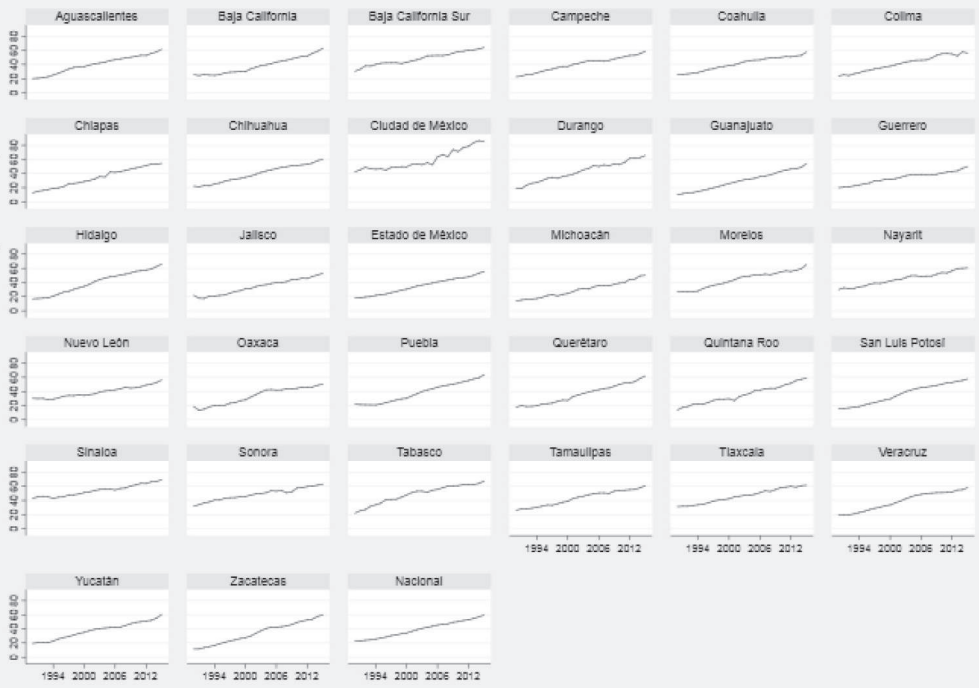 Aguascalientes Baja California Baja California Sur Campeche Coahuila Colima
0 20 40 60 80
Chiapas Chihuahua Ciudad de México Durango Guanajuato Guerrero
0 20 40 60 80
Hidalgo Jalisco Estado de México Michoacán Morelos Nayarit
0 20 40 60 80
Nuevo León Oaxaca Puebla Querétaro Quintana Roo San Luis Potosí
0 20 40 60 80
Sinaloa Sonora Tabasco Tamaulipas Tlaxcala Veracruz
0 20 40 60 80
1994 2000 2006 2012 1994 2000 2006 2012 1994 2000 2006 2012
Yucatán Zacatecas Nacional
0 20 40 60 80
1994 2000 2006 2012 1994 2000 2006 2012 1994 2000 2006 2012